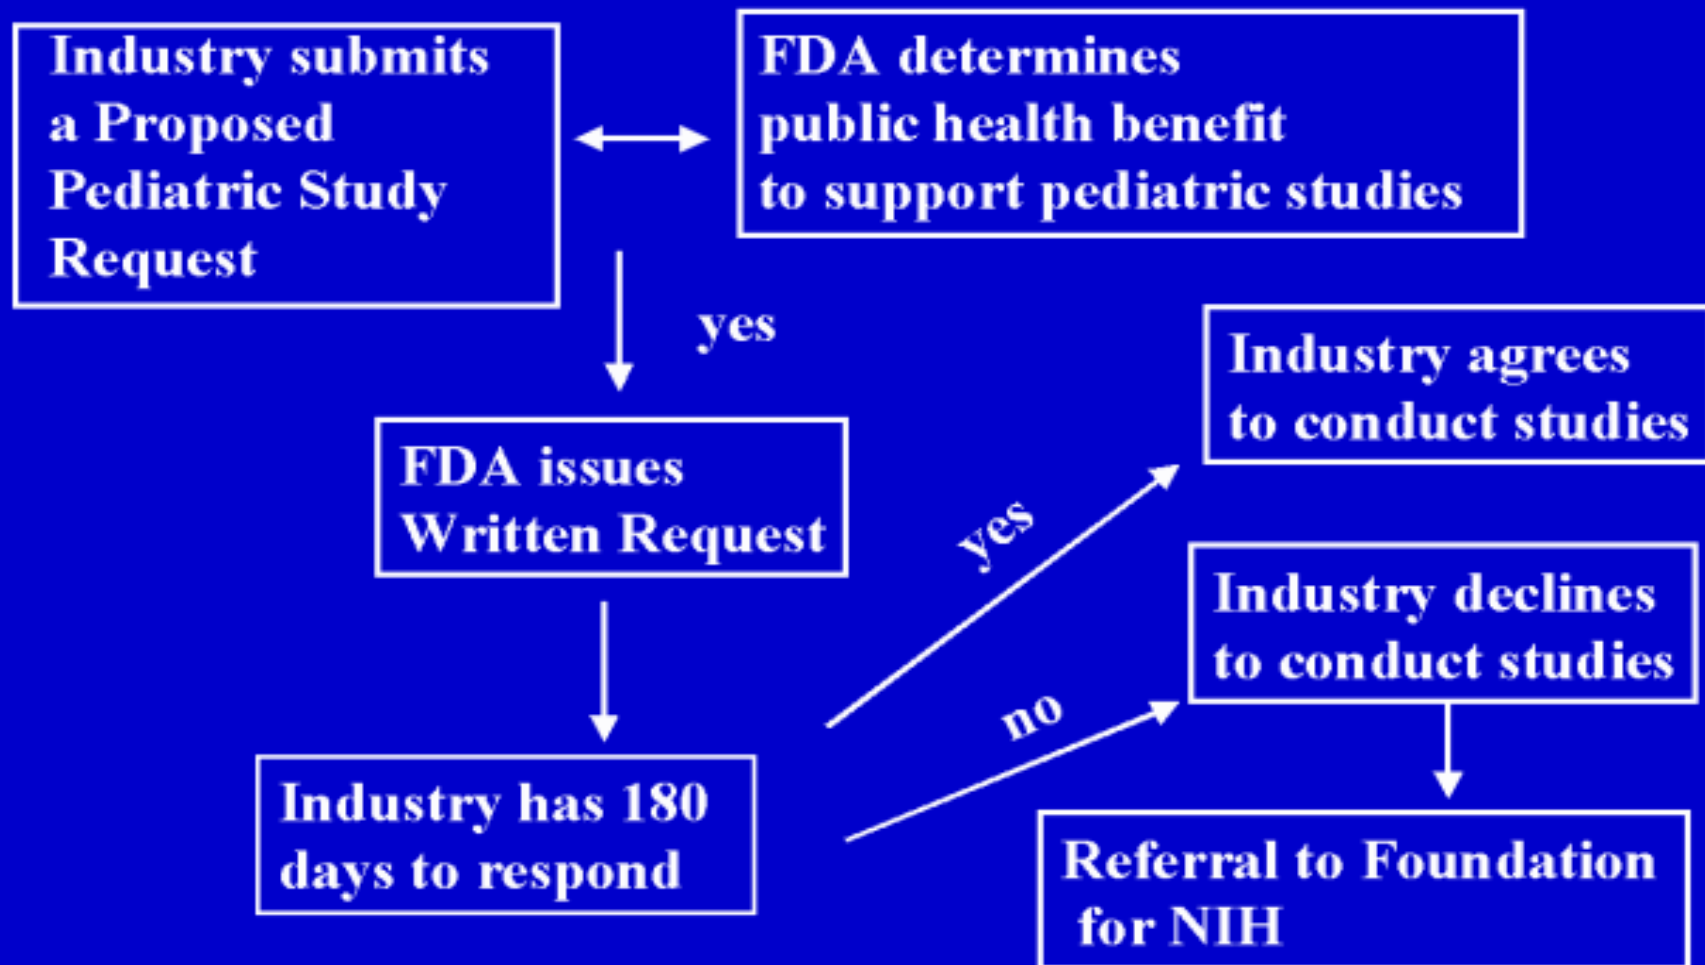 Industry submits
a Proposed
Pediatric Study
Request
FDA determines
public health benefit
to support pediatric studies
yes
FDA issues
Written Request
Industry has 180
days to respond
yes
Industry agrees
to conduct studies
no
Industry declines
to conduct studies
Referral to Foundation
for NIH